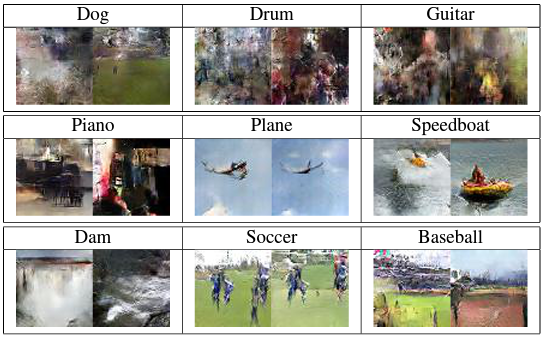 Dog Drum Guitar
Piano Plane Speedboat
Dam Soccer Baseball